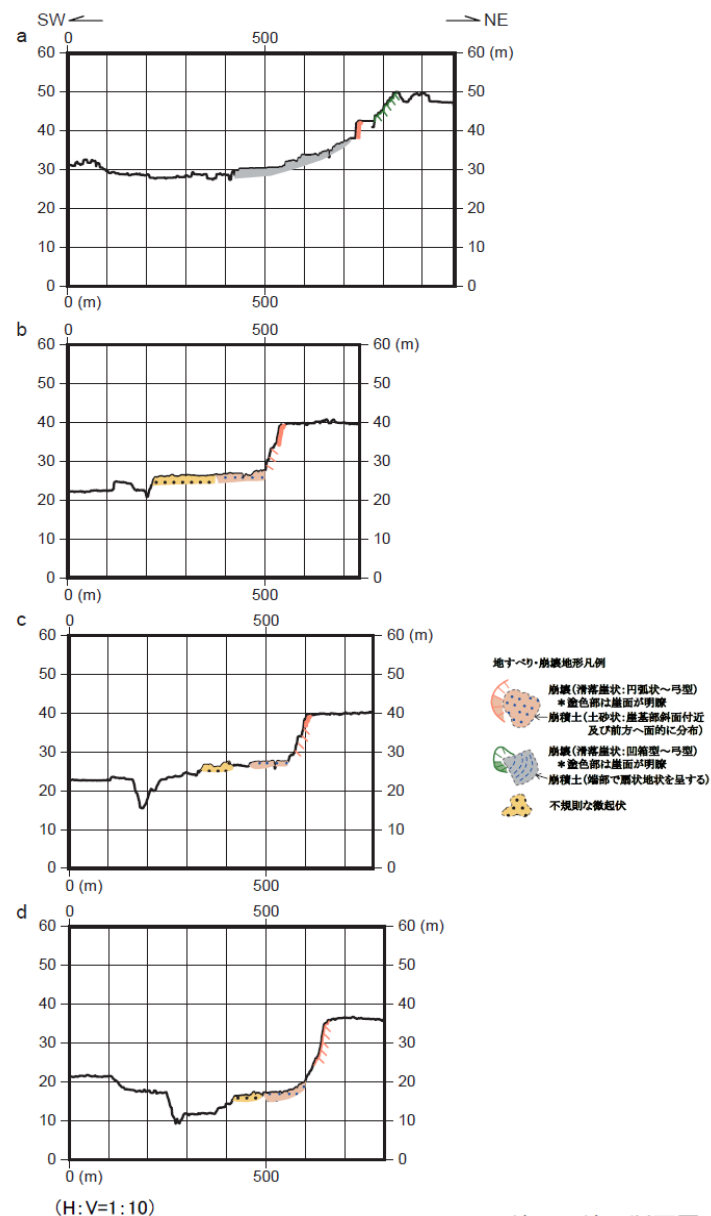 SW NE
a
0 500
60 60 (m)
50 50
40 40
30 30
20 20
10 10
0 0
0 (m) 500
b
0 500
60 60 (m)
50 50
40 40
30 30
20 20
10 10
0 0
0 (m) 500
c
0 500
60 60 (m)
50 50
40 40
30 30
20 20
10 10
0 0
0 (m) 500
d
0 500
60 60 (m)
50 50
40 40
30 30
20 20
10 10
0 0
0 (m) 500
(H:V=1:10)
地すべり・崩壊地形凡例
崩壊(滑落崖状:円弧状~弓型)
*塗色部は崖面が明瞭
崩積土(土砂状:崖基部斜面付近
及び前方へ面的に分布)
崩壊(滑落崖状:凹箱型~弓型)
*塗色部は崖面が明瞭
崩積土(端部で扇状地状を呈する)
不規則な微起伏